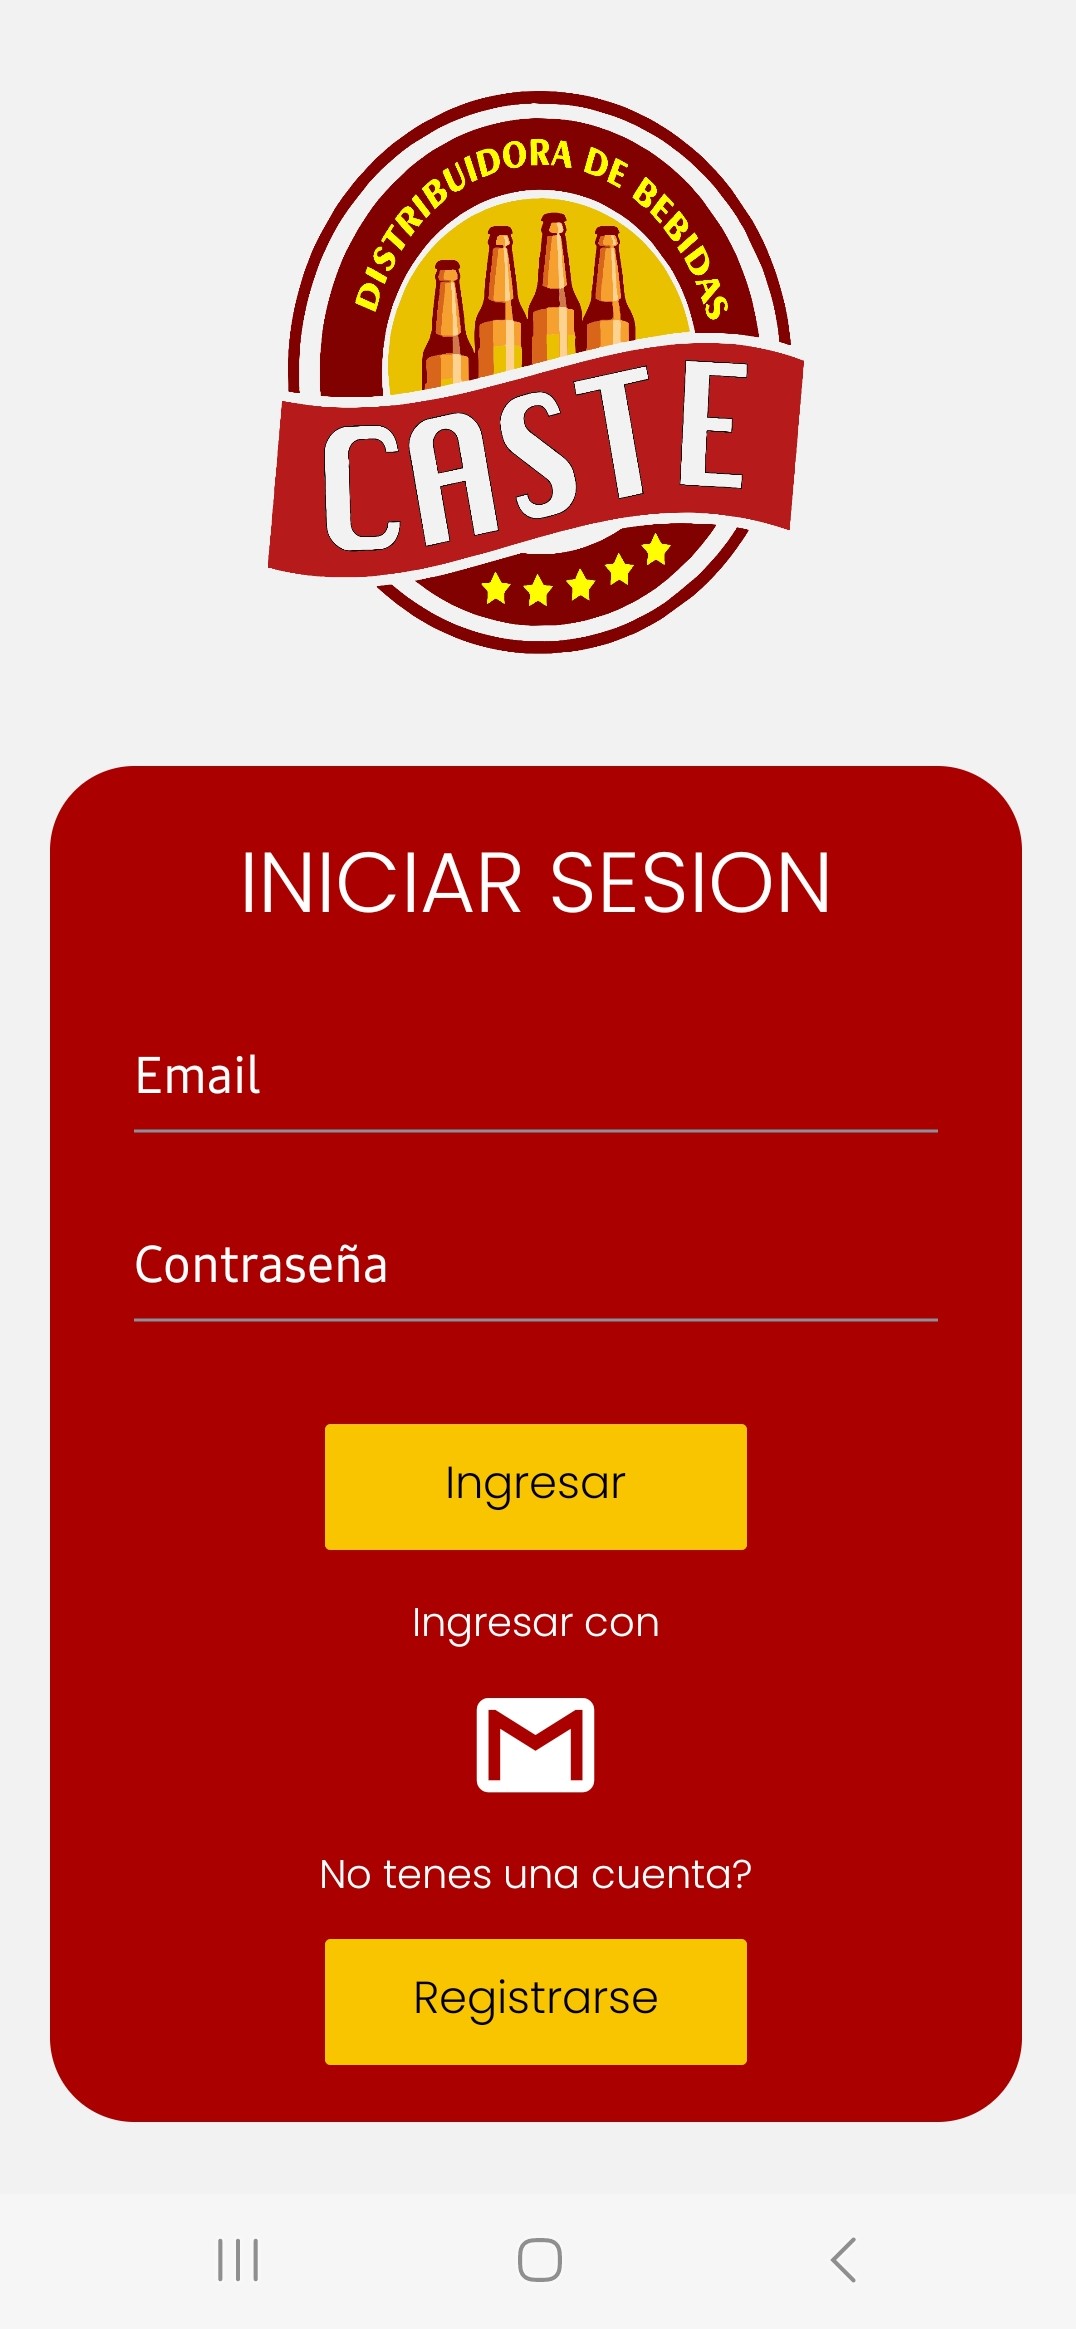 DISTRIBUIDORA DE BEBIDAS
CASTE
INICIAR SESION
Email
Contraseña
Ingresar
Ingresar con
No tenes una cuenta?
Registrarse